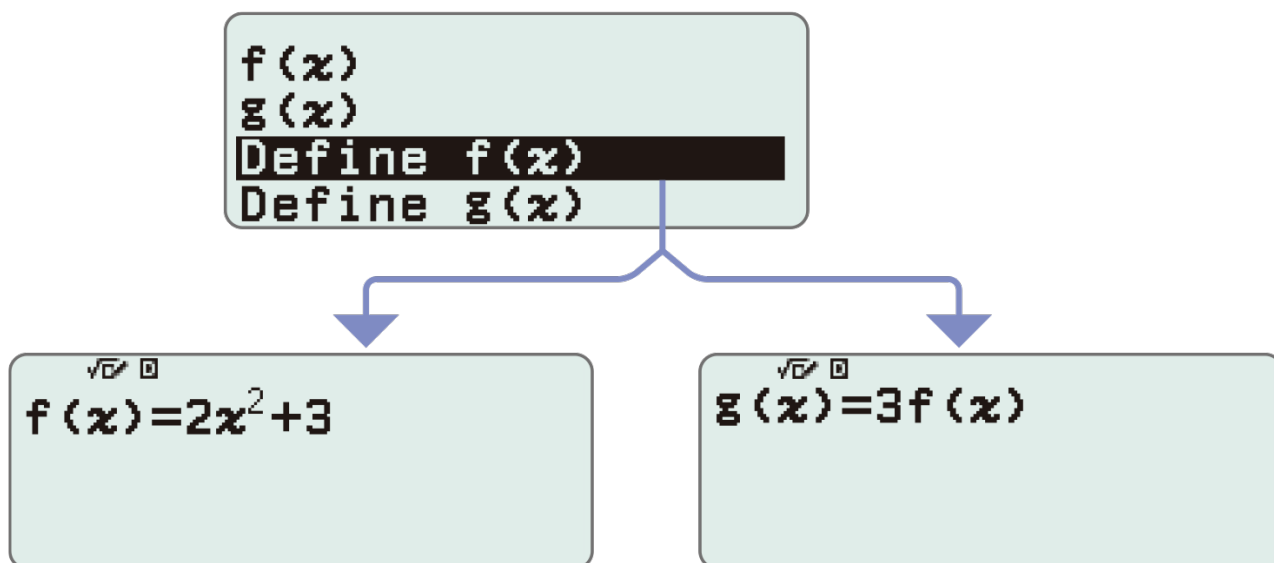 f(x)
g(x)
Define f(x)
Define g(x)
√▱/ D
f(x)=2x²+3
√▱/ D
g(x)=3f(x)